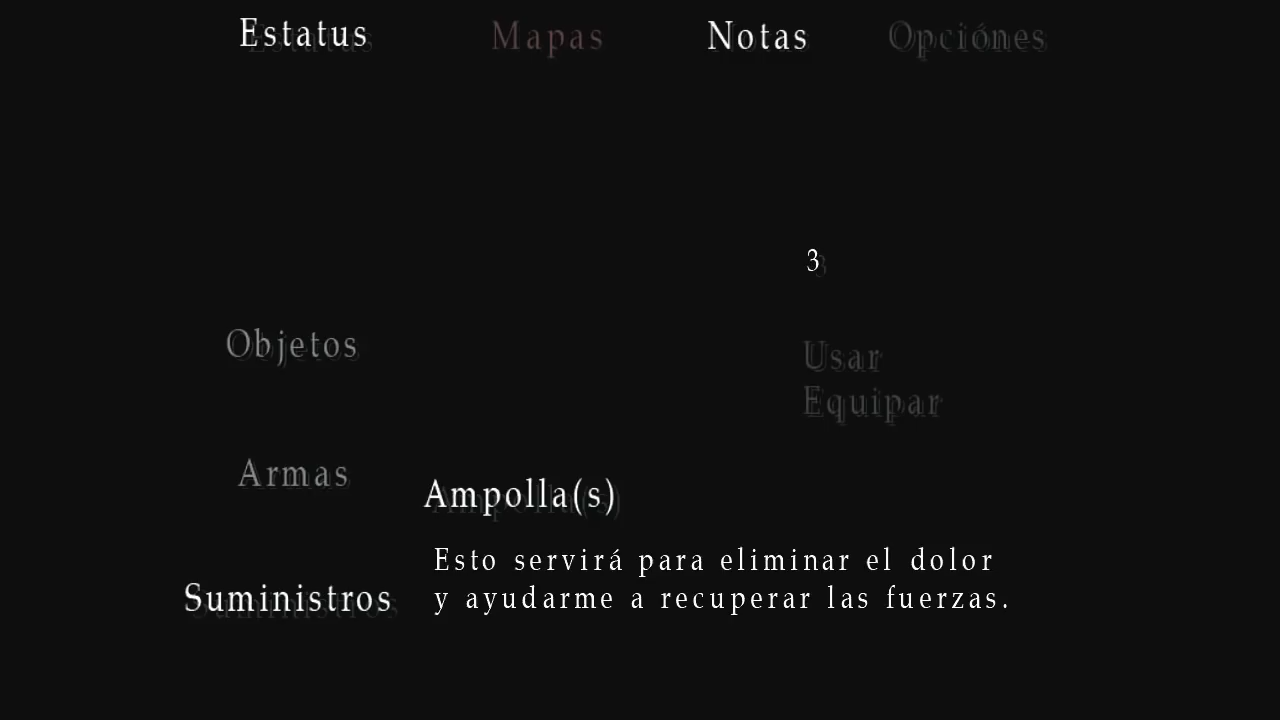 Estatus Mapas Notas Opciónes
3
Objetos
Usar
Equipar
Armas
Ampolla(s)
Esto servirá para eliminar el dolor
y ayudarme a recuperar las fuerzas.
Suministros